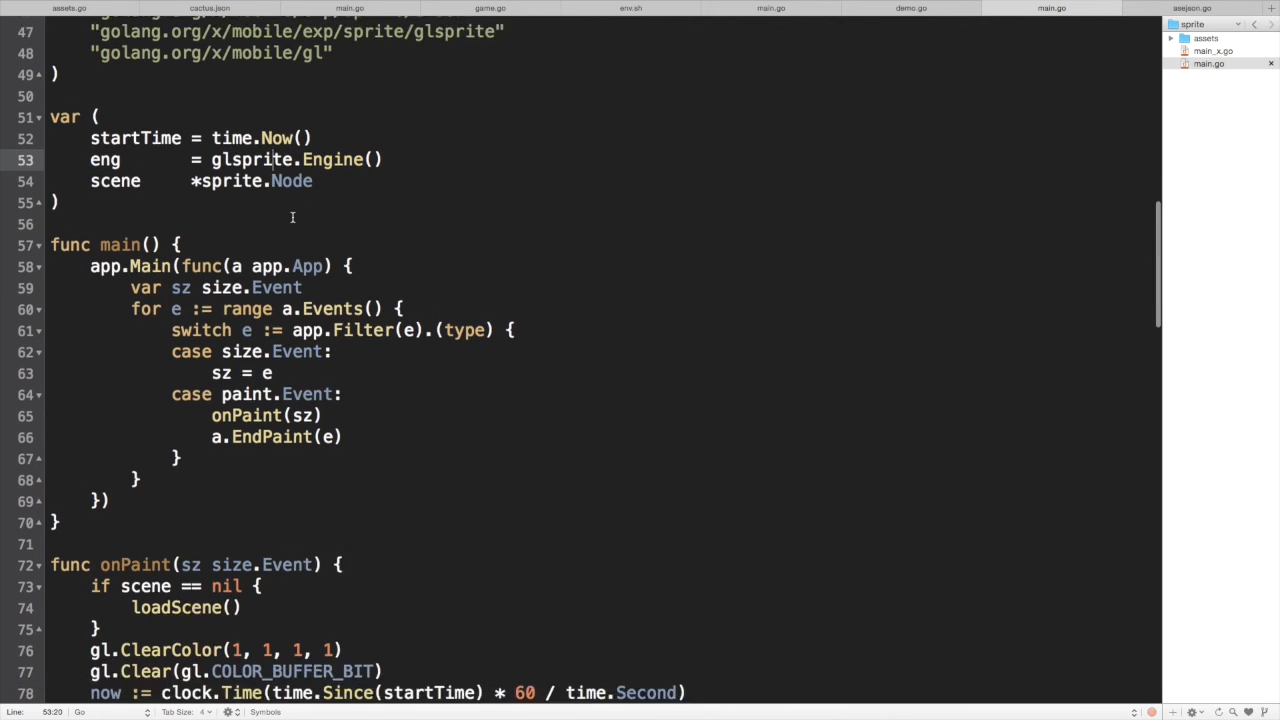 assets.go cactus.json main.go game.go env.sh main.go demo.go main.go asejson.go
47 "golang.org/x/mobile/exp/sprite/glsprite"
48 "golang.org/x/mobile/gl"
49 )
50
51 var (
52 startTime = time.Now()
53 eng = glsprite.Engine()
54 scene *sprite.Node
55 )
56
57 func main() {
58 app.Main(func(a app.App) {
59 var sz size.Event
60 for e := range a.Events() {
61 switch e := app.Filter(e).(type) {
62 case size.Event:
63 sz = e
64 case paint.Event:
65 onPaint(sz)
66 a.EndPaint(e)
67 }
68 }
69 })
70 }
71
72 func onPaint(sz size.Event) {
73 if scene == nil {
74 loadScene()
75 }
76 gl.ClearColor(1, 1, 1, 1)
77 gl.Clear(gl.COLOR_BUFFER_BIT)
78 now := clock.Time(time.Since(startTime) * 60 / time.Second)
sprite
assets
main_x.go
main.go
Line: 53:20 Go Tab Size: 4 Symbols